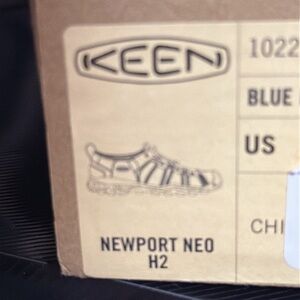 KEEN
1022
BLUE
US
CHI
NEWPORT NEO
H2